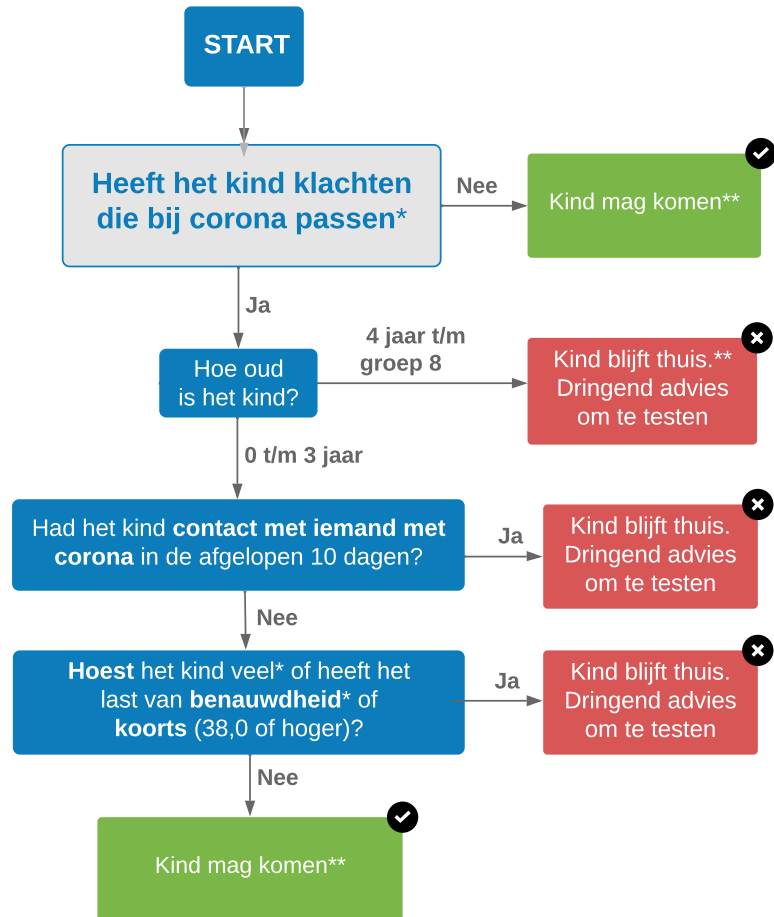 START
Heeft het kind klachten
die bij corona passen*
Nee
Kind mag komen**
Ja
4 jaar t/m
groep 8
Hoe oud
is het kind?
Kind blijft thuis.**
Dringend advies
om te testen
0 t/m 3 jaar
Had het kind contact met iemand met
corona in de afgelopen 10 dagen?
Ja
Kind blijft thuis.
Dringend advies
om te testen
Nee
Hoest het kind veel* of heeft het
last van benauwdheid* of
koorts (38,0 of hoger)?
Ja
Kind blijft thuis.
Dringend advies
om te testen
Nee
Kind mag komen**